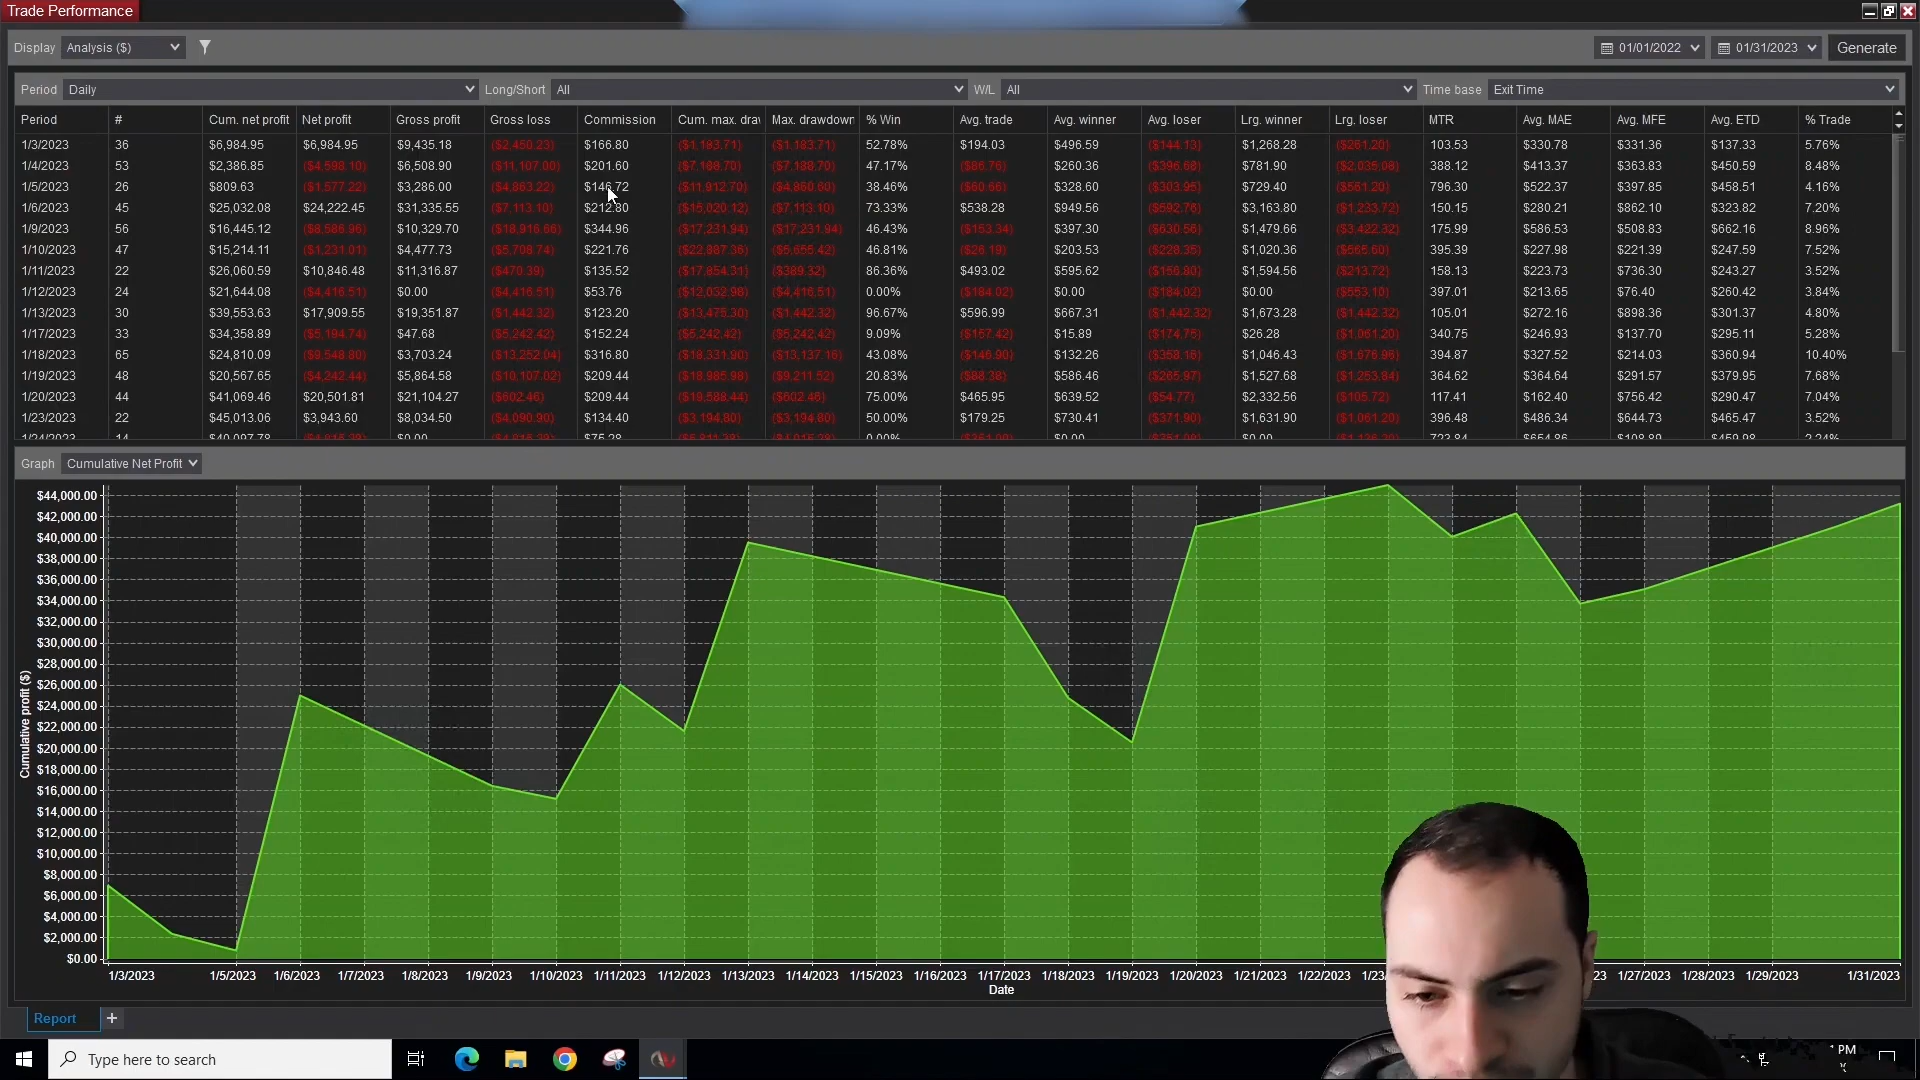 Trade Performance
Display Analysis ($) 01/01/2022 01/31/2023 Generate
Period Daily Long/Short All W/L All Time base Exit Time
Period # Cum. net profit Net profit Gross profit Gross loss Commission Cum. max. drav Max. drawdown % Win Avg. trade Avg. winner Avg. loser Lrg. winner Lrg. loser MTR Avg. MAE Avg. MFE Avg. ETD % Trade
1/3/2023 36 $6,984.95 $6,984.95 $9,435.18 ($2,450.23) $166.80 ($1,183.71) ($1,183.71) 52.78% $194.03 $496.59 ($144.13) $1,268.28 ($261.20) 103.53 $330.78 $331.36 $137.33 5.76%
1/4/2023 53 $2,386.85 ($4,598.10) $6,508.90 ($11,107.00) $201.60 ($7,188.70) ($7,188.70) 47.17% ($86.76) $260.36 ($396.68) $781.90 ($2,035.08) 388.12 $413.37 $363.83 $450.59 8.48%
1/5/2023 26 $809.63 ($1,577.22) $3,286.00 ($4,863.22) $146.72 ($11,912.70) ($4,860.60) 38.46% ($60.66) $328.60 ($303.95) $729.40 ($561.20) 796.30 $522.37 $397.85 $458.51 4.16%
1/6/2023 45 $25,032.08 $24,222.45 $31,335.55 ($7,113.10) $212.80 ($15,020.12) ($7,113.10) 73.33% $538.28 $949.56 ($592.76) $3,163.80 ($1,233.72) 150.15 $280.21 $862.10 $323.82 7.20%
1/9/2023 56 $16,445.12 ($8,586.96) $10,329.70 ($18,916.66) $344.96 ($17,231.94) ($17,231.94) 46.43% ($153.34) $397.30 ($630.56) $1,479.66 ($3,422.32) 175.99 $586.53 $508.83 $662.16 8.96%
1/10/2023 47 $15,214.11 ($1,231.01) $4,477.73 ($5,708.74) $221.76 ($22,887.36) ($5,655.42) 46.81% ($26.19) $203.53 ($228.35) $1,020.36 ($565.60) 395.39 $227.98 $221.39 $247.59 7.52%
1/11/2023 22 $26,060.59 $10,846.48 $11,316.87 ($470.39) $135.52 ($17,854.31) ($389.32) 86.36% $493.02 $595.62 ($156.80) $1,594.56 ($213.72) 158.13 $223.73 $736.30 $243.27 3.52%
1/12/2023 24 $21,644.08 ($4,416.51) $0.00 ($4,416.51) $53.76 ($12,032.98) ($4,416.51) 0.00% ($184.02) $0.00 ($184.02) $0.00 ($553.10) 397.01 $213.65 $76.40 $260.42 3.84%
1/13/2023 30 $39,553.63 $17,909.55 $19,351.87 ($1,442.32) $123.20 ($13,475.30) ($1,442.32) 96.67% $596.99 $667.31 ($1,442.32) $1,673.28 ($1,442.32) 105.01 $272.16 $898.36 $301.37 4.80%
1/17/2023 33 $34,358.89 ($5,194.74) $47.68 ($5,242.42) $152.24 ($5,242.42) ($5,242.42) 9.09% ($157.42) $15.89 ($174.75) $26.28 ($1,061.20) 340.75 $246.93 $137.70 $295.11 5.28%
1/18/2023 65 $24,810.09 ($9,548.80) $3,703.24 ($13,252.04) $316.80 ($18,331.90) ($13,137.16) 43.08% ($146.90) $132.26 ($358.16) $1,046.43 ($1,676.96) 394.87 $327.52 $214.03 $360.94 10.40%
1/19/2023 48 $20,567.65 ($4,242.44) $5,864.58 ($10,107.02) $209.44 ($18,985.98) ($9,211.52) 20.83% ($88.38) $586.46 ($265.97) $1,527.68 ($1,253.84) 364.62 $364.64 $291.57 $379.95 7.68%
1/20/2023 44 $41,069.46 $20,501.81 $21,104.27 ($602.46) $209.44 ($19,588.44) ($602.46) 75.00% $465.95 $639.52 ($54.77) $2,332.56 ($105.72) 117.41 $162.40 $756.42 $290.47 7.04%
1/23/2023 22 $45,013.06 $3,943.60 $8,034.50 ($4,090.90) $134.40 ($3,194.80) ($3,194.80) 50.00% $179.25 $730.41 ($371.90) $1,631.90 ($1,061.20) 396.48 $486.34 $644.73 $465.47 3.52%
1/24/2023 14 $40,097.78 $0.00 $75.28 0.00% $0.00 $0.00 723.84 $654.86 $108.89 $459.98 2.24%
Graph Cumulative Net Profit
$44,000.00
$42,000.00
$40,000.00
$38,000.00
$36,000.00
$34,000.00
$32,000.00
$30,000.00
$28,000.00
$26,000.00
$24,000.00
$22,000.00
$20,000.00
$18,000.00
$16,000.00
$14,000.00
$12,000.00
$10,000.00
$8,000.00
$6,000.00
$4,000.00
$2,000.00
$0.00
Cumulative profit ($)
1/3/2023 1/5/2023 1/6/2023 1/7/2023 1/8/2023 1/9/2023 1/10/2023 1/11/2023 1/12/2023 1/13/2023 1/14/2023 1/15/2023 1/16/2023 1/17/2023 1/18/2023 1/19/2023 1/20/2023 1/21/2023 1/22/2023 1/23 23 1/27/2023 1/28/2023 1/29/2023 1/31/2023
Date
Report +
Type here to search
PM